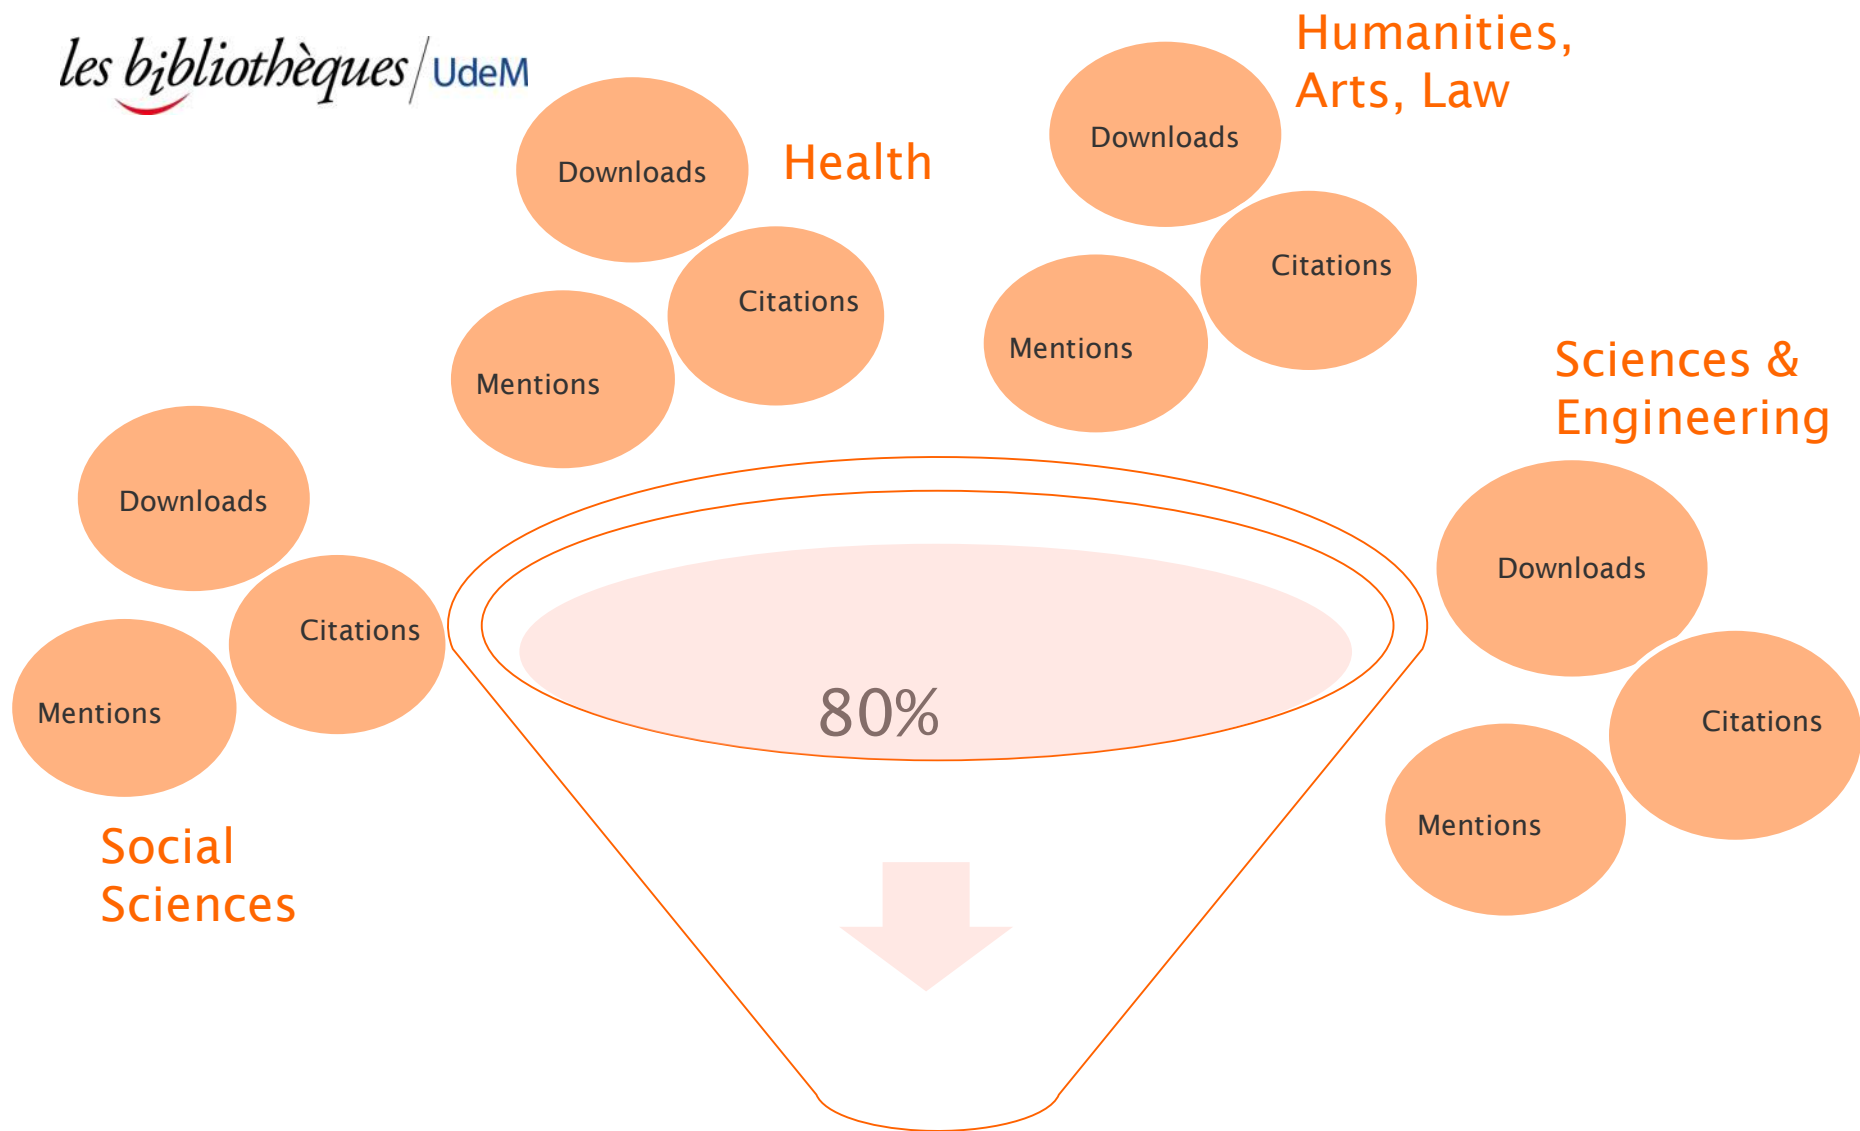 les bibliothèques/UdeM
Humanities,
Arts, Law
Downloads
Citations
Mentions
Health
Downloads
Citations
Mentions
Sciences &
Engineering
Downloads
Citations
Mentions
Downloads
Citations
Mentions
Social
Sciences
80%